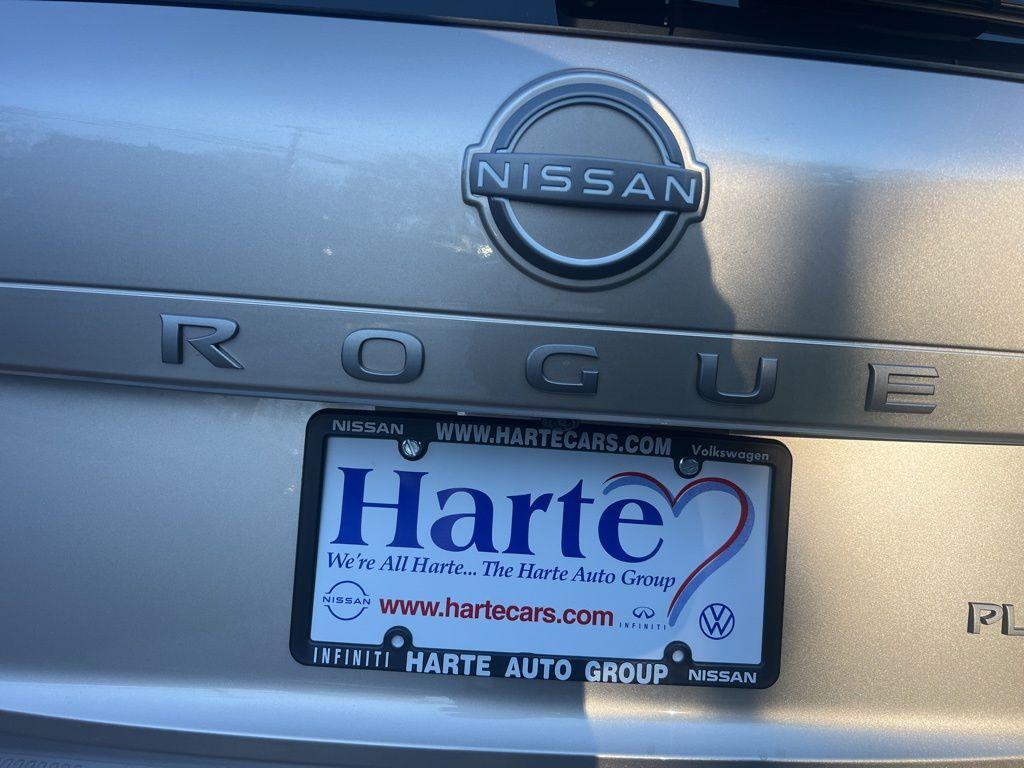 NISSAN
ROGUE
PL
NISSAN WWW.HARTECARS.COM Volkswagen
Harte
We're All Harte... The Harte Auto Group
NISSAN www.hartecars.com INFINITI
INFINITI HARTE AUTO GROUP NISSAN